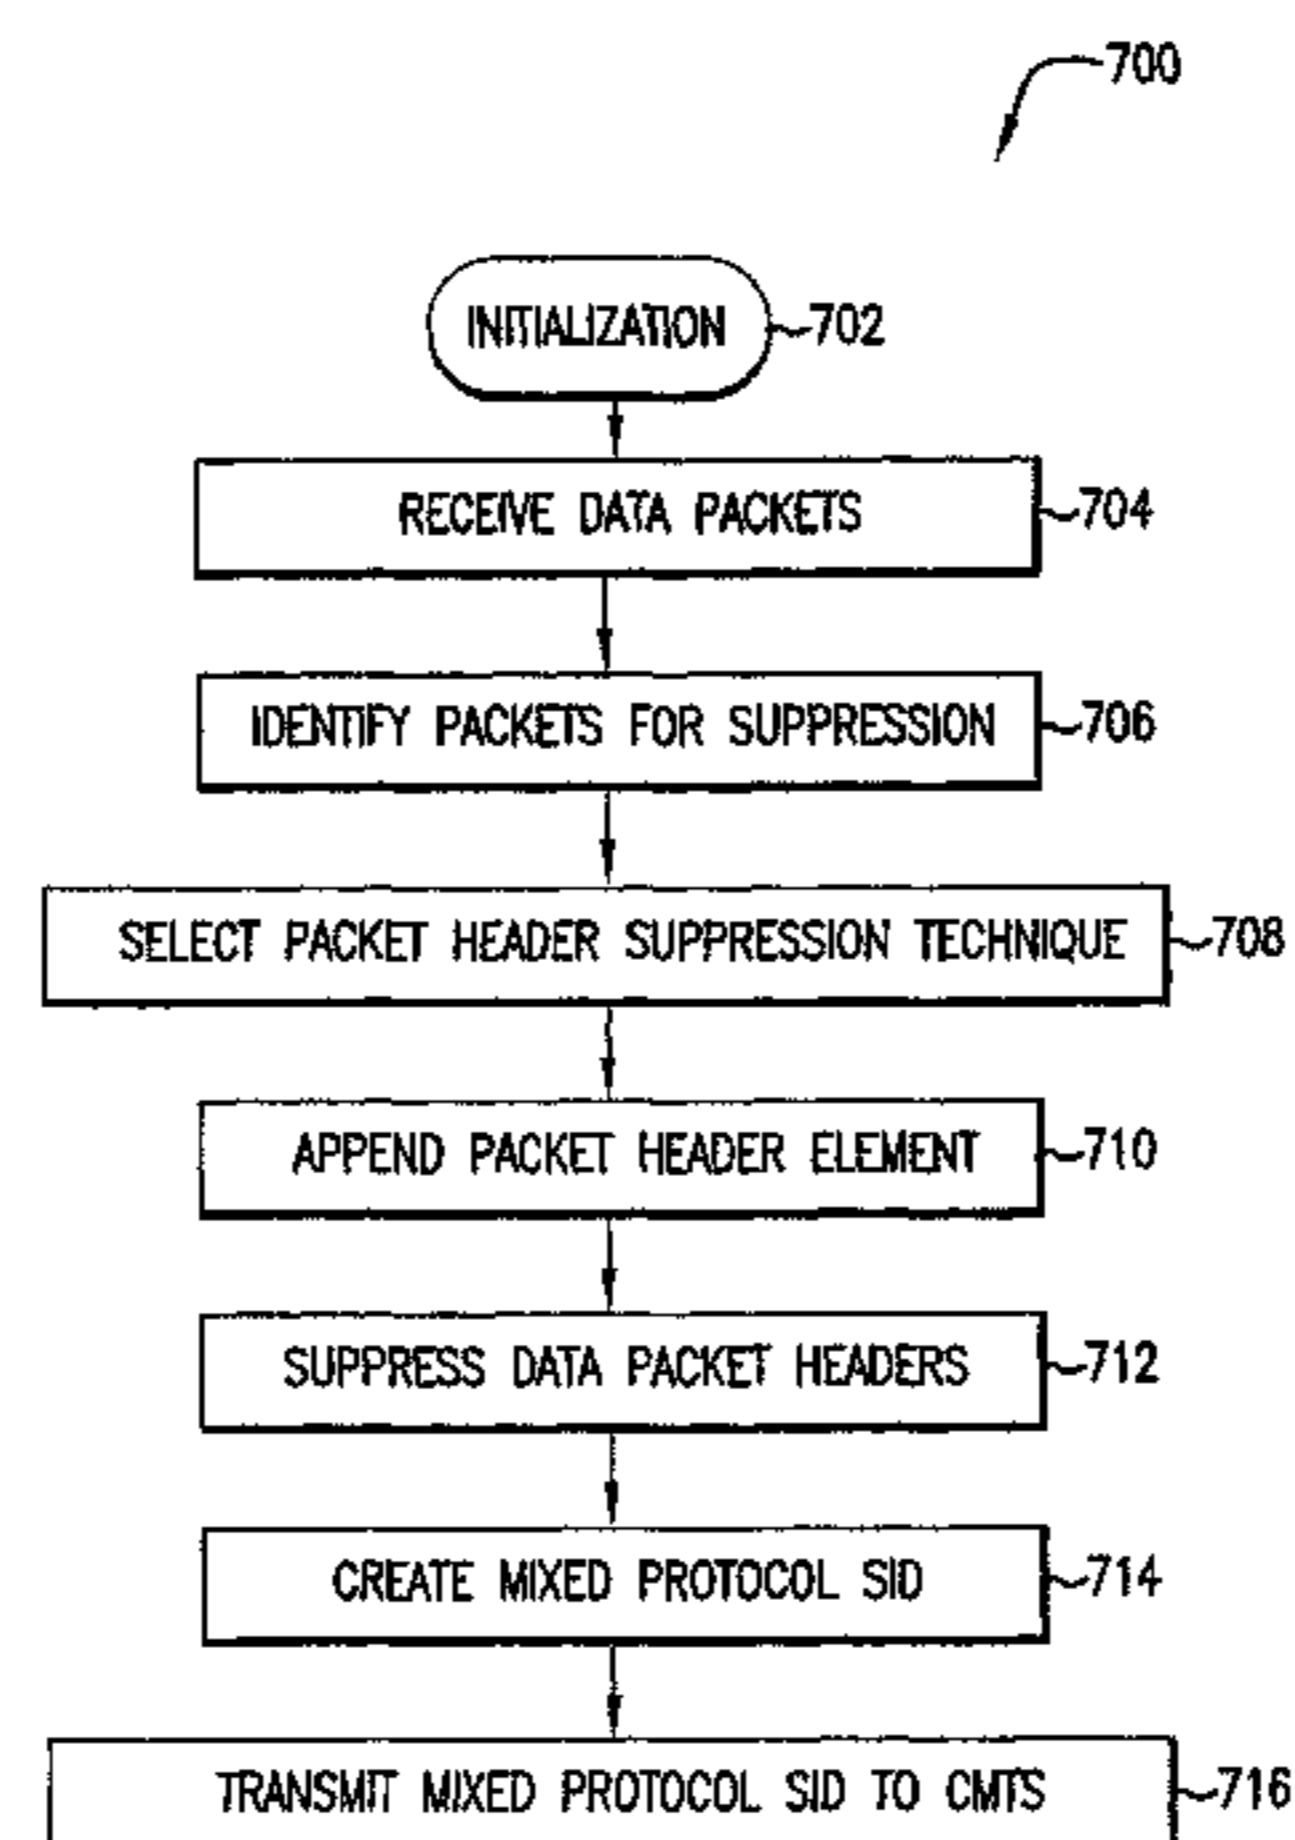 700
INITIALIZATION 702
RECEIVE DATA PACKETS 704
IDENTIFY PACKETS FOR SUPPRESSION 706
SELECT PACKET HEADER SUPPRESSION TECHNIQUE 708
APPEND PACKET HEADER ELEMENT 710
SUPPRESS DATA PACKET HEADERS 712
CREATE MIXED PROTOCOL SID 714
TRANSMIT MIXED PROTOCOL SID TO CMTS 716